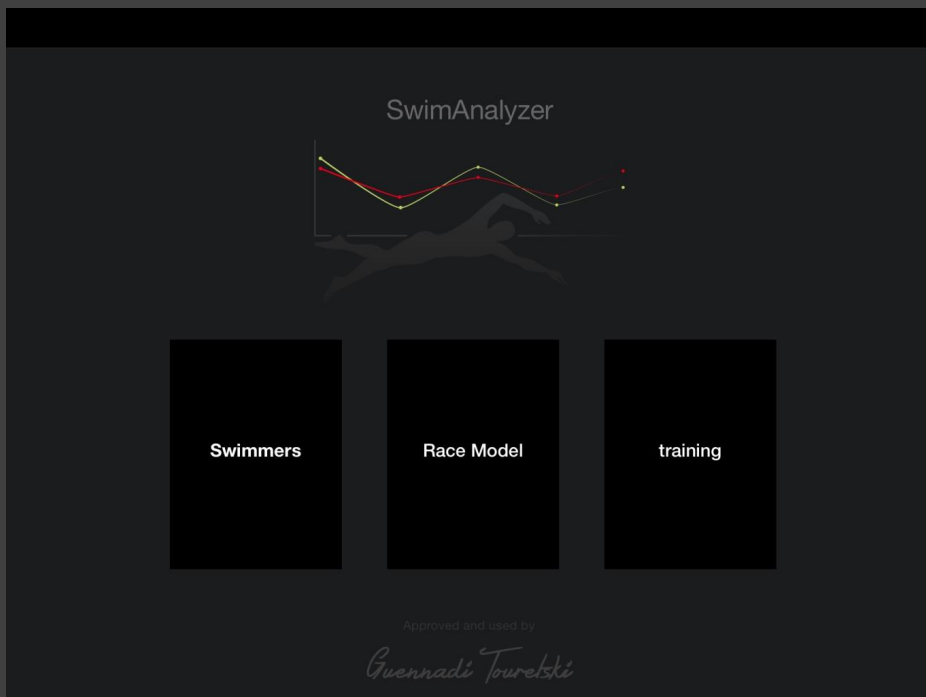 SwimAnalyzer
Swimmers
Race Model
training
Approved and used by
Guennadi Touretski